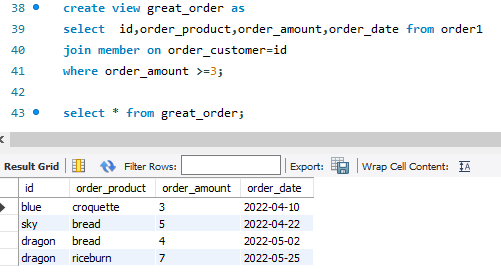 38 create view great_order as
39 select id,order_product,order_amount,order_date from order1
40 join member on order_customer=id
41 where order_amount >=3;
42
43 select * from great_order;
Result Grid Filter Rows: Export: Wrap Cell Content:
id order_product order_amount order_date
blue croquette 3 2022-04-10
sky bread 5 2022-04-22
dragon bread 4 2022-05-02
dragon riceburn 7 2022-05-25